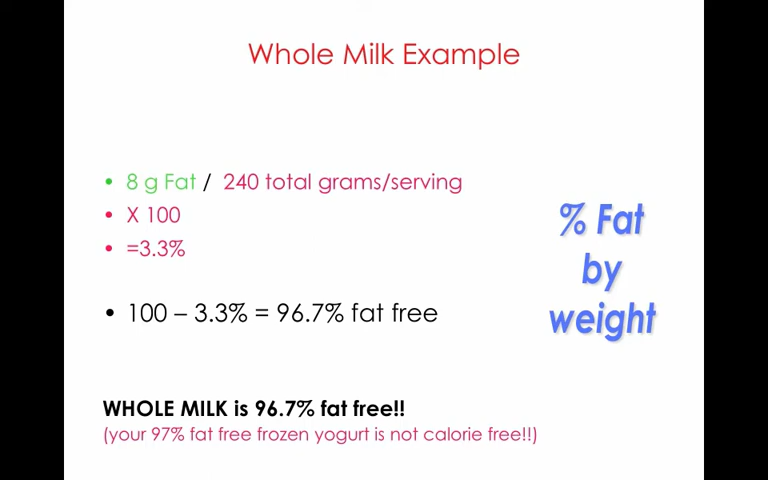 Whole Milk Example
• 8 g Fat / 240 total grams/serving
• X 100
• =3.3%
• 100 – 3.3% = 96.7% fat free
% Fat
by
weight
WHOLE MILK is 96.7% fat free!!
(your 97% fat free frozen yogurt is not calorie free!!)